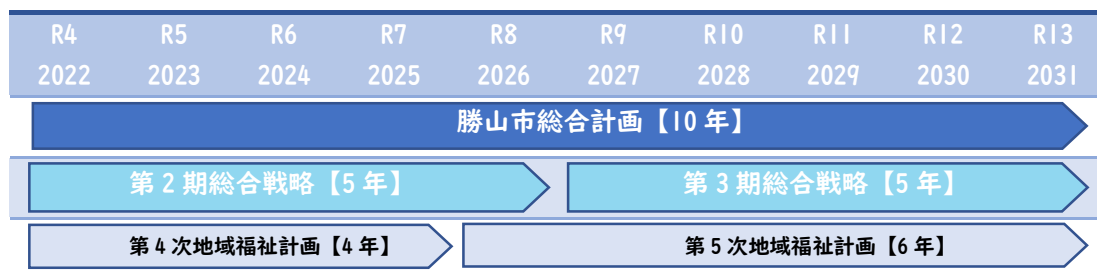 R4 R5 R6 R7 R8 R9 R10 R11 R12 R13
2022 2023 2024 2025 2026 2027 2028 2029 2030 2031
勝山市総合計画【10 年】
第 2 期総合戦略【5 年】 第 3 期総合戦略【5 年】
第 4 次地域福祉計画【4 年】 第 5 次地域福祉計画【6 年】